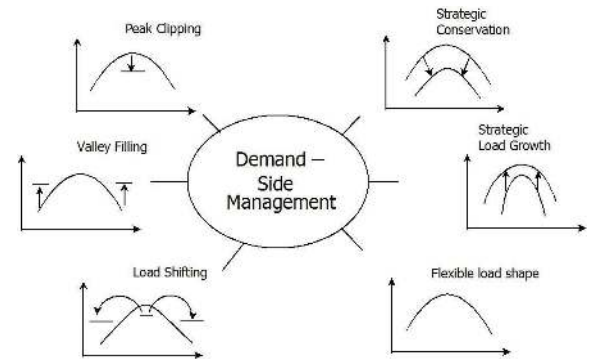 Peak Clipping
Strategic
Conservation
Valley Filling
Demand –
Side
Management
Strategic
Load Growth
Load Shifting
Flexible load shape